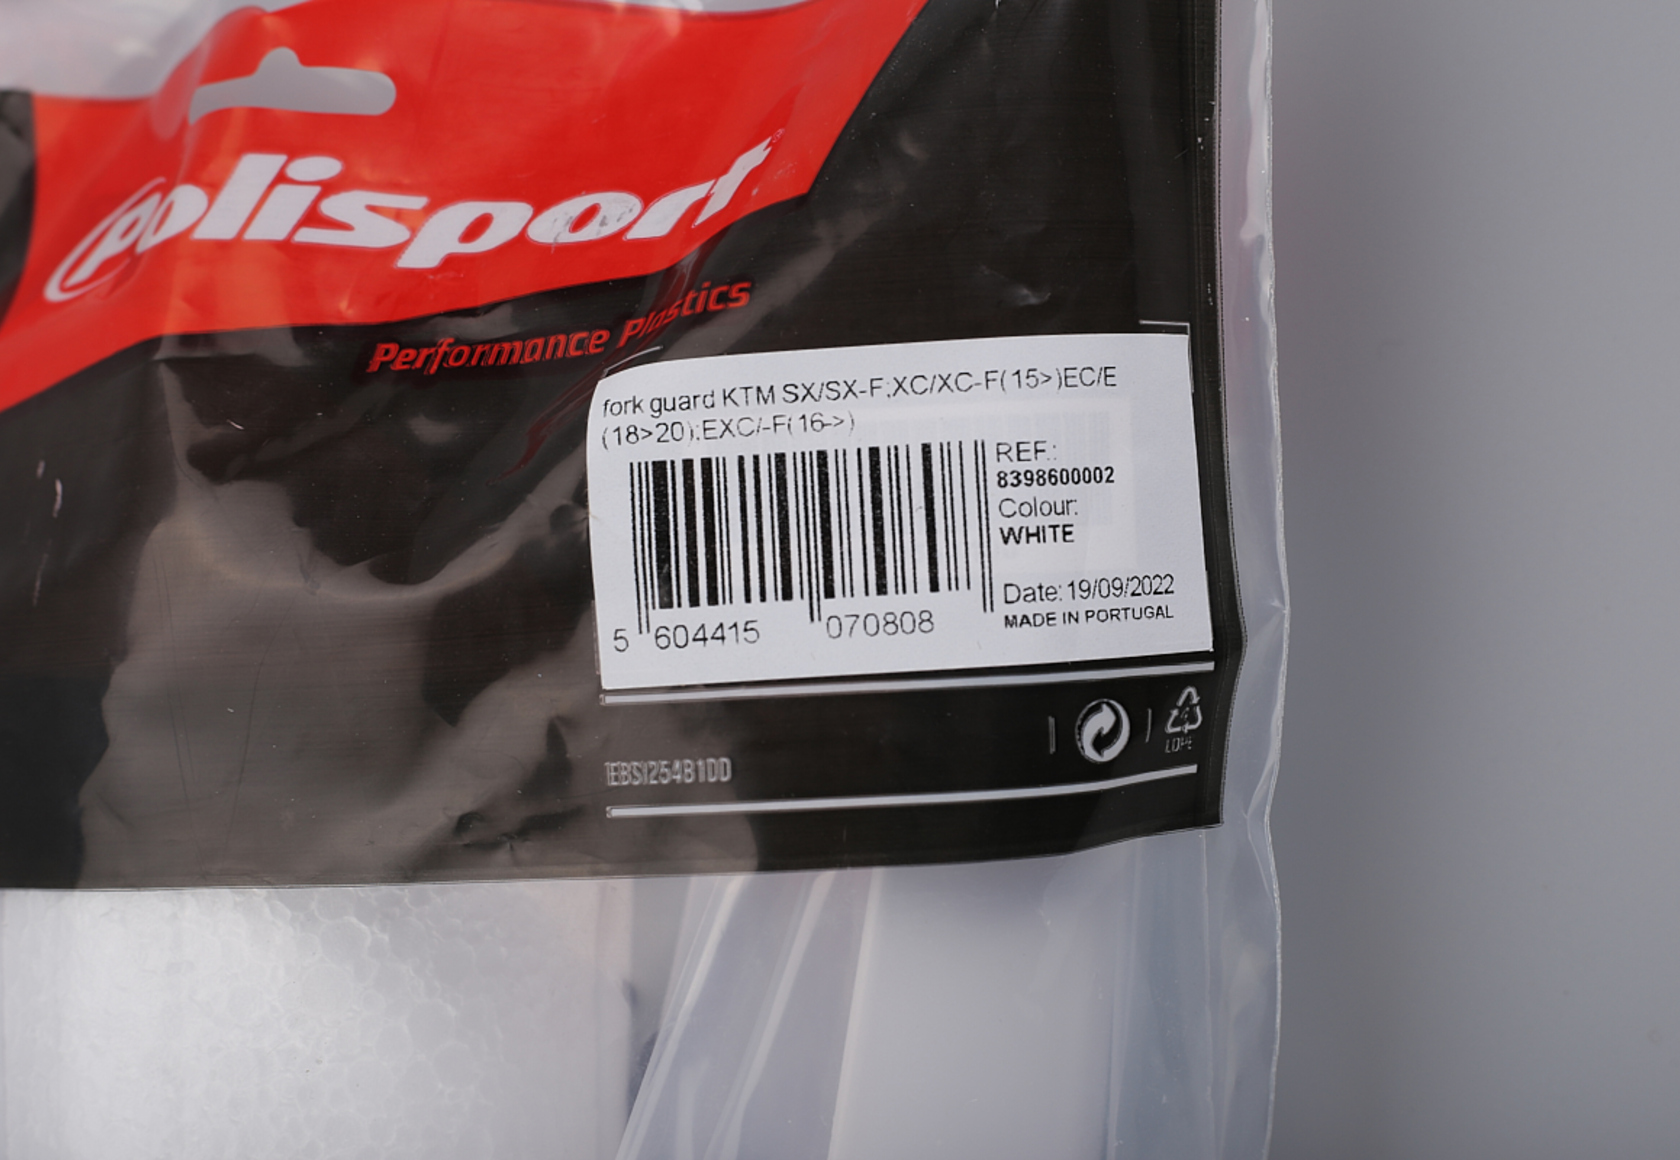 polisport
Performance Plastics
fork guard KTM SX/SX-F;XC/XC-F(15>)EC/E
(18>20);EXC/-F(16->)
REF.:
8398600002
Colour:
WHITE
Date:19/09/2022
MADE IN PORTUGAL
5 604415 070808
LDPE